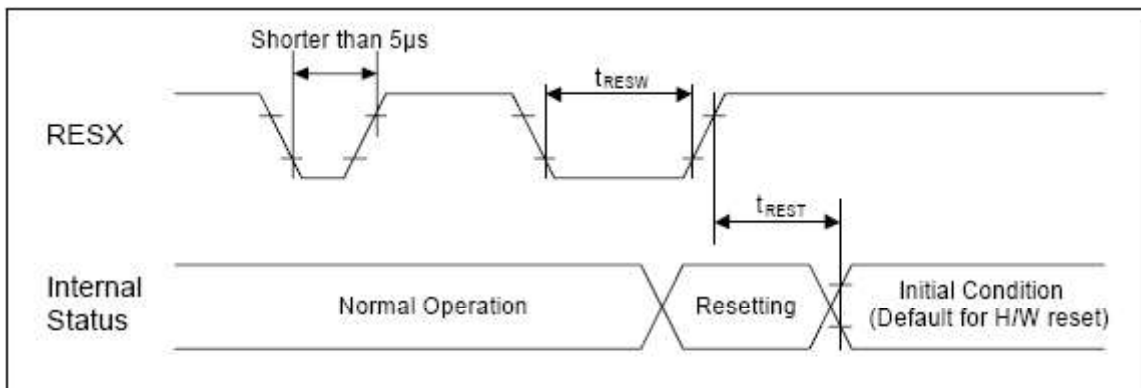 Shorter than 5µs
tRESW
RESX
tREST
Internal
Status
Normal Operation
Resetting
Initial Condition
(Default for H/W reset)